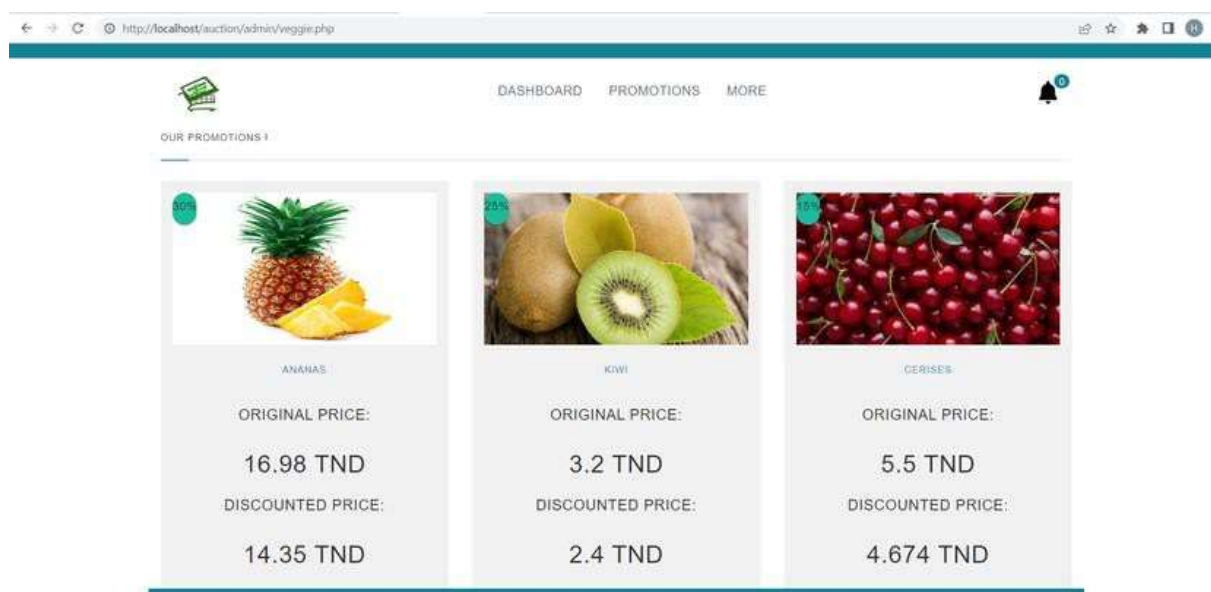 http://localhost/auction/admin/veggie.php
DASHBOARD PROMOTIONS MORE
0
OUR PROMOTIONS !
30%
25%
15%
ANANAS
KIWI
CERISES
ORIGINAL PRICE:
ORIGINAL PRICE:
ORIGINAL PRICE:
16.98 TND
3.2 TND
5.5 TND
DISCOUNTED PRICE:
DISCOUNTED PRICE:
DISCOUNTED PRICE:
14.35 TND
2.4 TND
4.674 TND